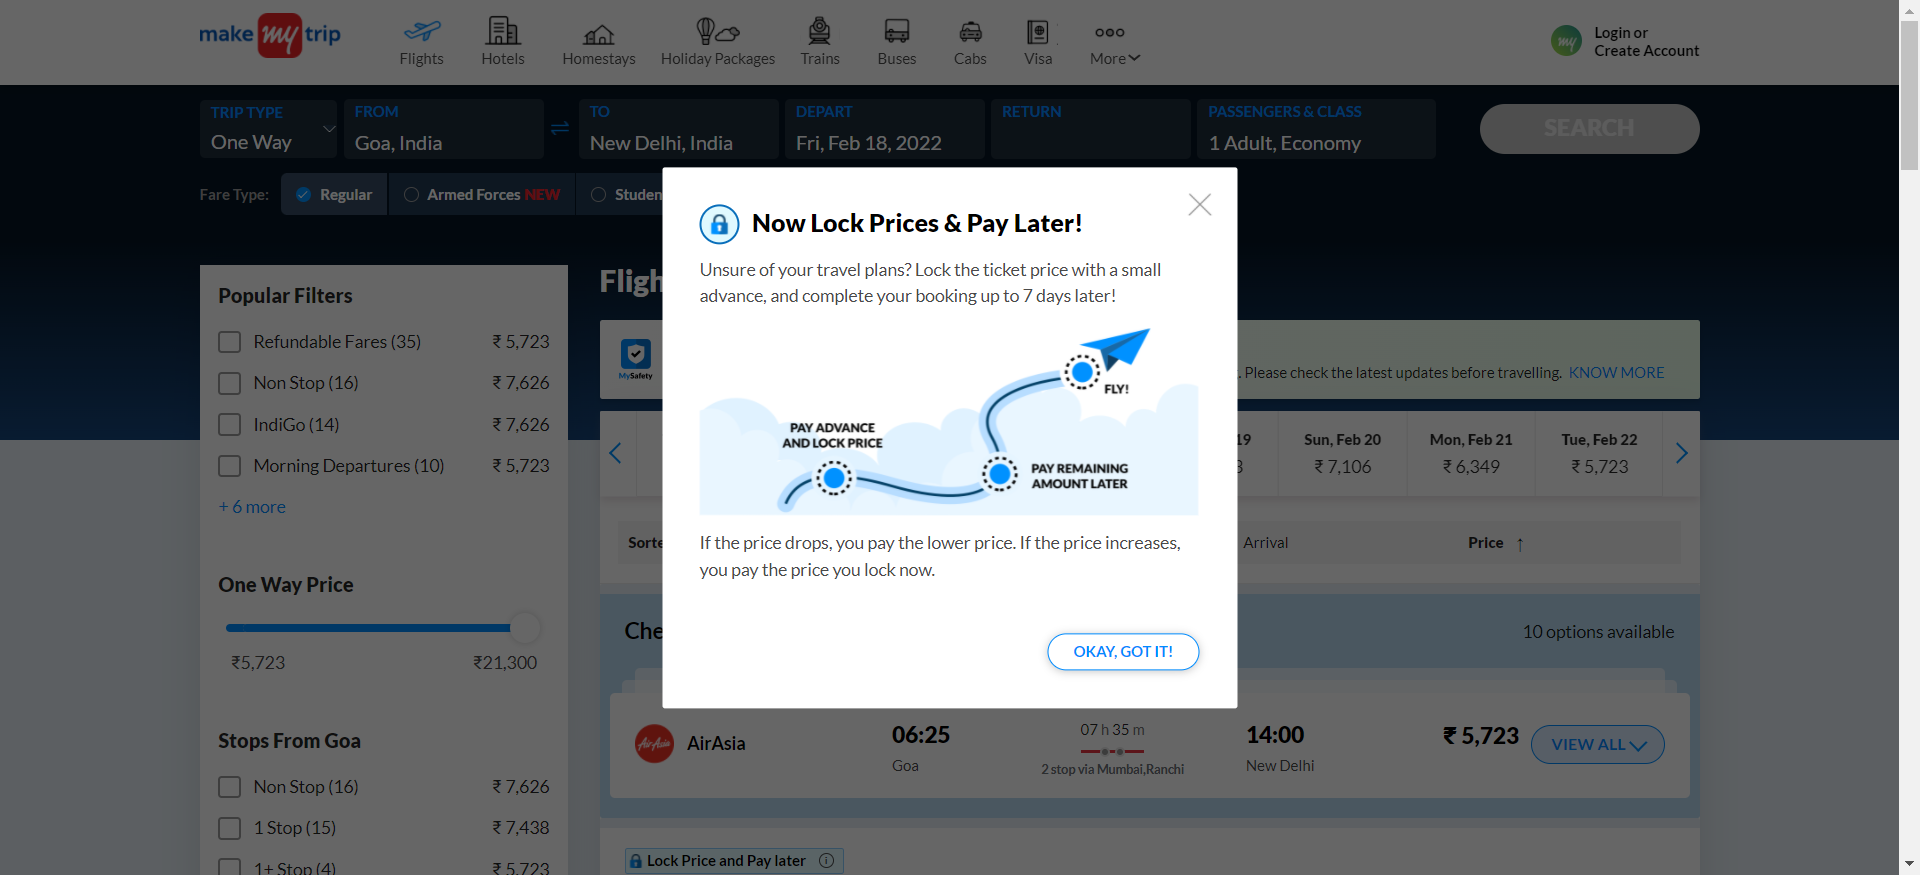 make my trip
Flights
Hotels
Homestays
Holiday Packages
Trains
Buses
Cabs
Visa
More
my
Login or
Create Account
TRIP TYPE
One Way
FROM
Goa, India
TO
New Delhi, India
DEPART
Fri, Feb 18, 2022
RETURN
PASSENGERS & CLASS
1 Adult, Economy
SEARCH
Fare Type:
Regular
Armed Forces NEW
Popular Filters
Refundable Fares (35) ₹ 5,723
Non Stop (16) ₹ 7,626
IndiGo (14) ₹ 7,626
Morning Departures (10) ₹ 5,723
+ 6 more
One Way Price
₹5,723 ₹21,300
Stops From Goa
Non Stop (16) ₹ 7,626
1 Stop (15) ₹ 7,438
1+ Stop (4) ₹ 5,723
Now Lock Prices & Pay Later!
Unsure of your travel plans? Lock the ticket price with a small
advance, and complete your booking up to 7 days later!
PAY ADVANCE
AND LOCK PRICE
PAY REMAINING
AMOUNT LATER
FLY!
If the price drops, you pay the lower price. If the price increases,
you pay the price you lock now.
OKAY, GOT IT!
MySafety
. Please check the latest updates before travelling. KNOW MORE
19
Sun, Feb 20
₹ 7,106
Mon, Feb 21
₹ 6,349
Tue, Feb 22
₹ 5,723
Arrival
Price ↑
10 options available
AirAsia
AirAsia
06:25
Goa
07 h 35 m
2 stop via Mumbai,Ranchi
14:00
New Delhi
₹ 5,723
VIEW ALL
Lock Price and Pay later